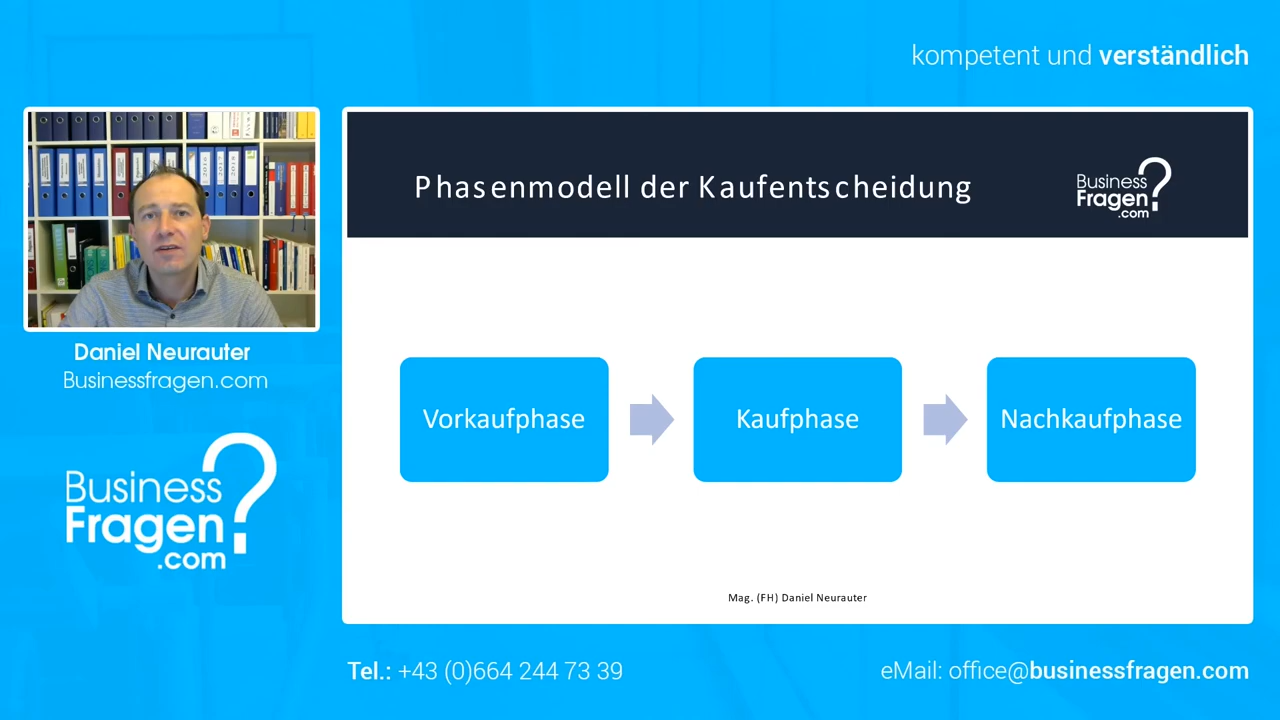 kompetent und verständlich
Phasenmodell der Kaufentscheidung
Business
Fragen
.com
?
Vorkaufphase
Kaufphase
Nachkaufphase
Mag. (FH) Daniel Neurauter
Daniel Neurauter
Businessfragen.com
Business
Fragen
.com
?
Tel.: +43 (0)664 244 73 39
eMail: office@businessfragen.com